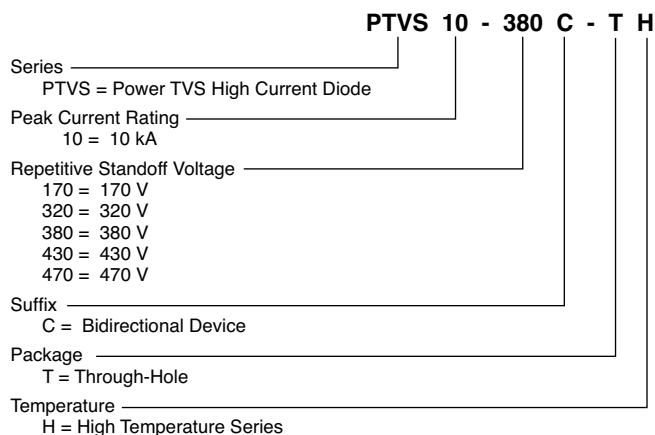 PTVS 10 - 380 C - T H
Series
PTVS = Power TVS High Current Diode
Peak Current Rating
10 = 10 kA
Repetitive Standoff Voltage
170 = 170 V
320 = 320 V
380 = 380 V
430 = 430 V
470 = 470 V
Suffix
C = Bidirectional Device
Package
T = Through-Hole
Temperature
H = High Temperature Series